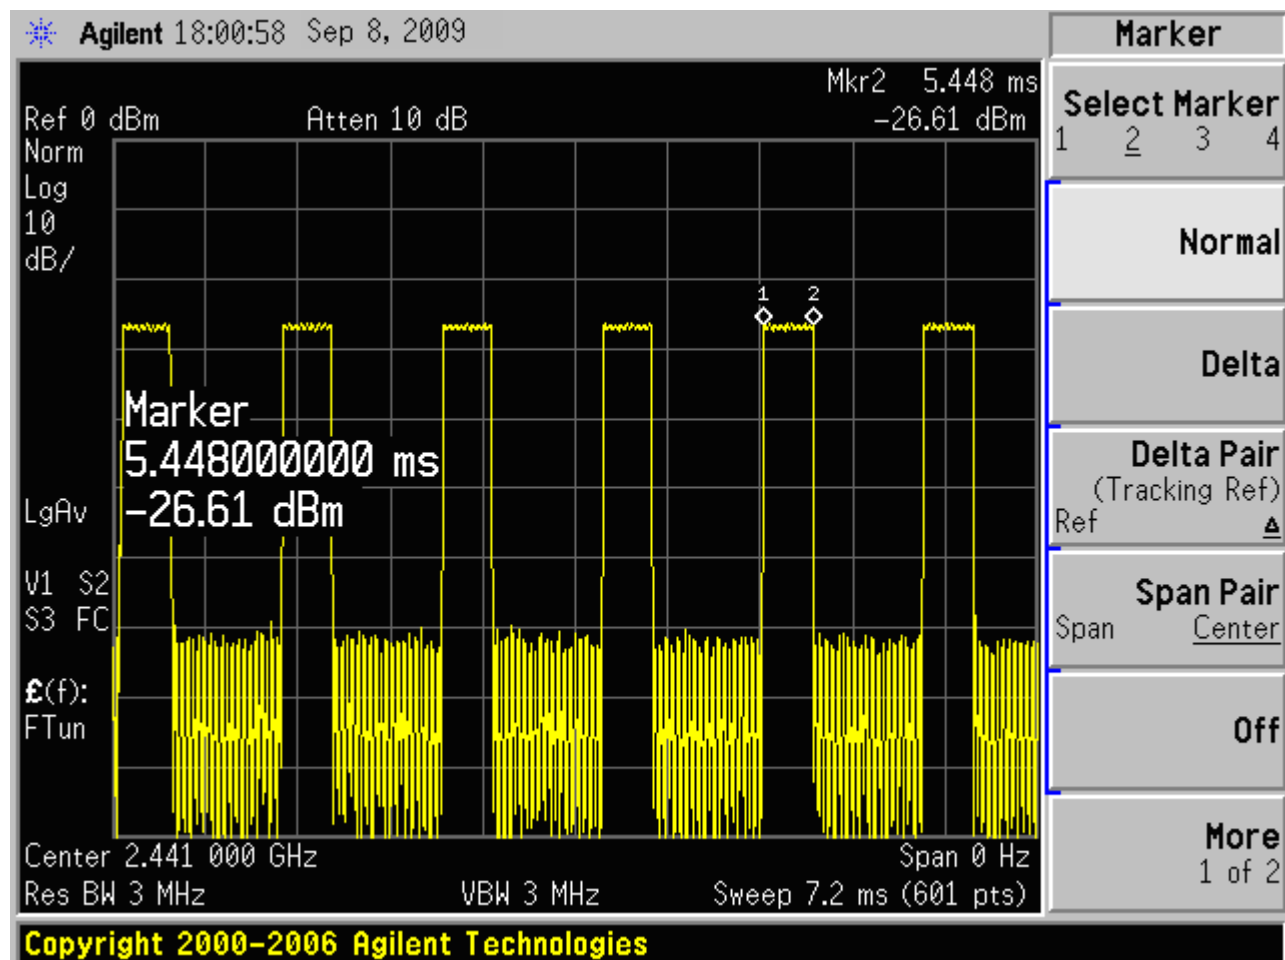 Agilent 18:00:58 Sep 8, 2009
Mkr2 5.448 ms
Ref 0 dBm Atten 10 dB -26.61 dBm
Norm
Log
10
dB/
1 2
Marker
5.448000000 ms
-26.61 dBm
LgAv
V1 S2
S3 FC
£(f):
FTun
Center 2.441 000 GHz Span 0 Hz
Res BW 3 MHz VBW 3 MHz Sweep 7.2 ms (601 pts)
Copyright 2000-2006 Agilent Technologies
Marker
Select Marker
1 2 3 4
Normal
Delta
Delta Pair
(Tracking Ref)
Ref Δ
Span Pair
Span Center
Off
More
1 of 2